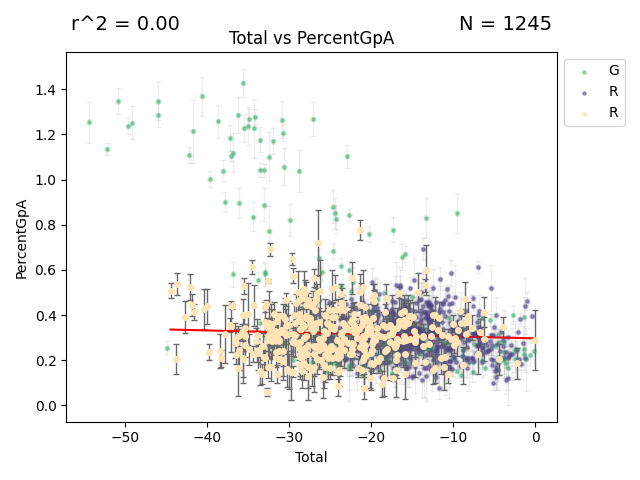 r^2 = 0.00
N = 1245
Total vs PercentGpA
G
R
R
PercentGpA
1.4
1.2
1.0
0.8
0.6
0.4
0.2
0.0
−50
−40
−30
−20
−10
0
Total